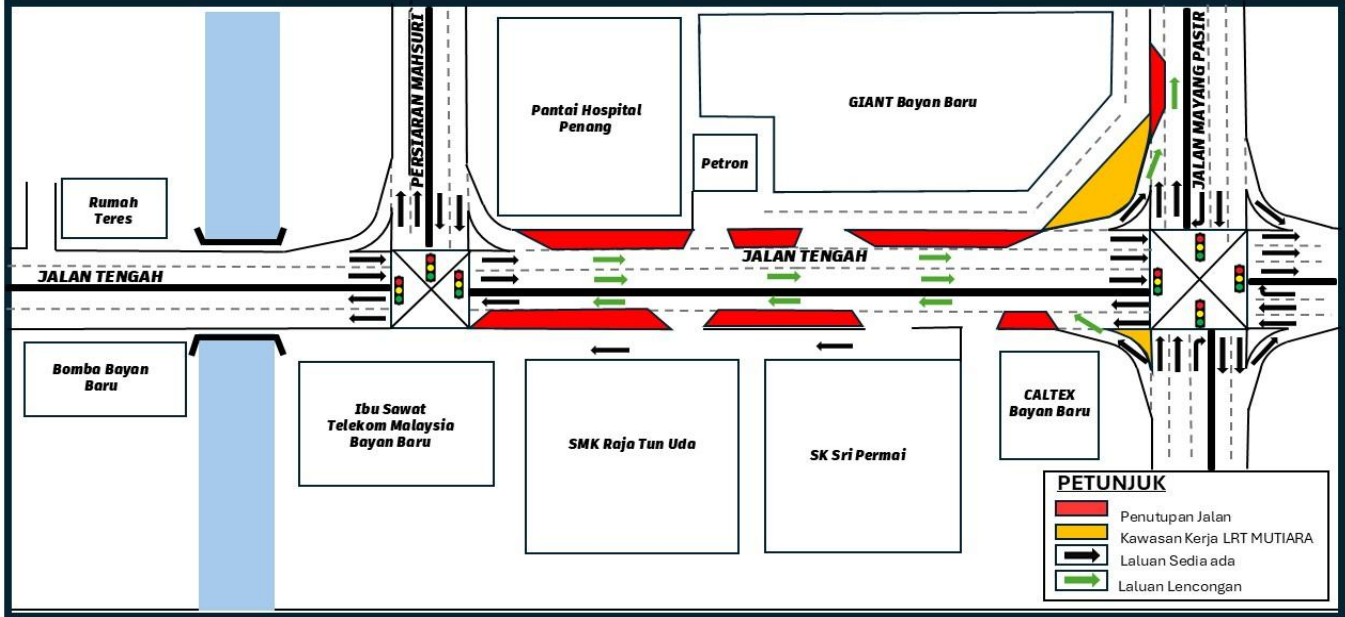 PERSIARAN MAHSURI
JALAN MAYANG PASIR
Pantai Hospital
Penang
GIANT Bayan Baru
Petron
Rumah
Teres
JALAN TENGAH
JALAN TENGAH
Bomba Bayan
Baru
Ibu Sawat
Telekom Malaysia
Bayan Baru
SMK Raja Tun Uda
SK Sri Permai
CALTEX
Bayan Baru
PETUNJUK
Penutupan Jalan
Kawasan Kerja LRT MUTIARA
Laluan Sedia ada
Laluan Lencongan